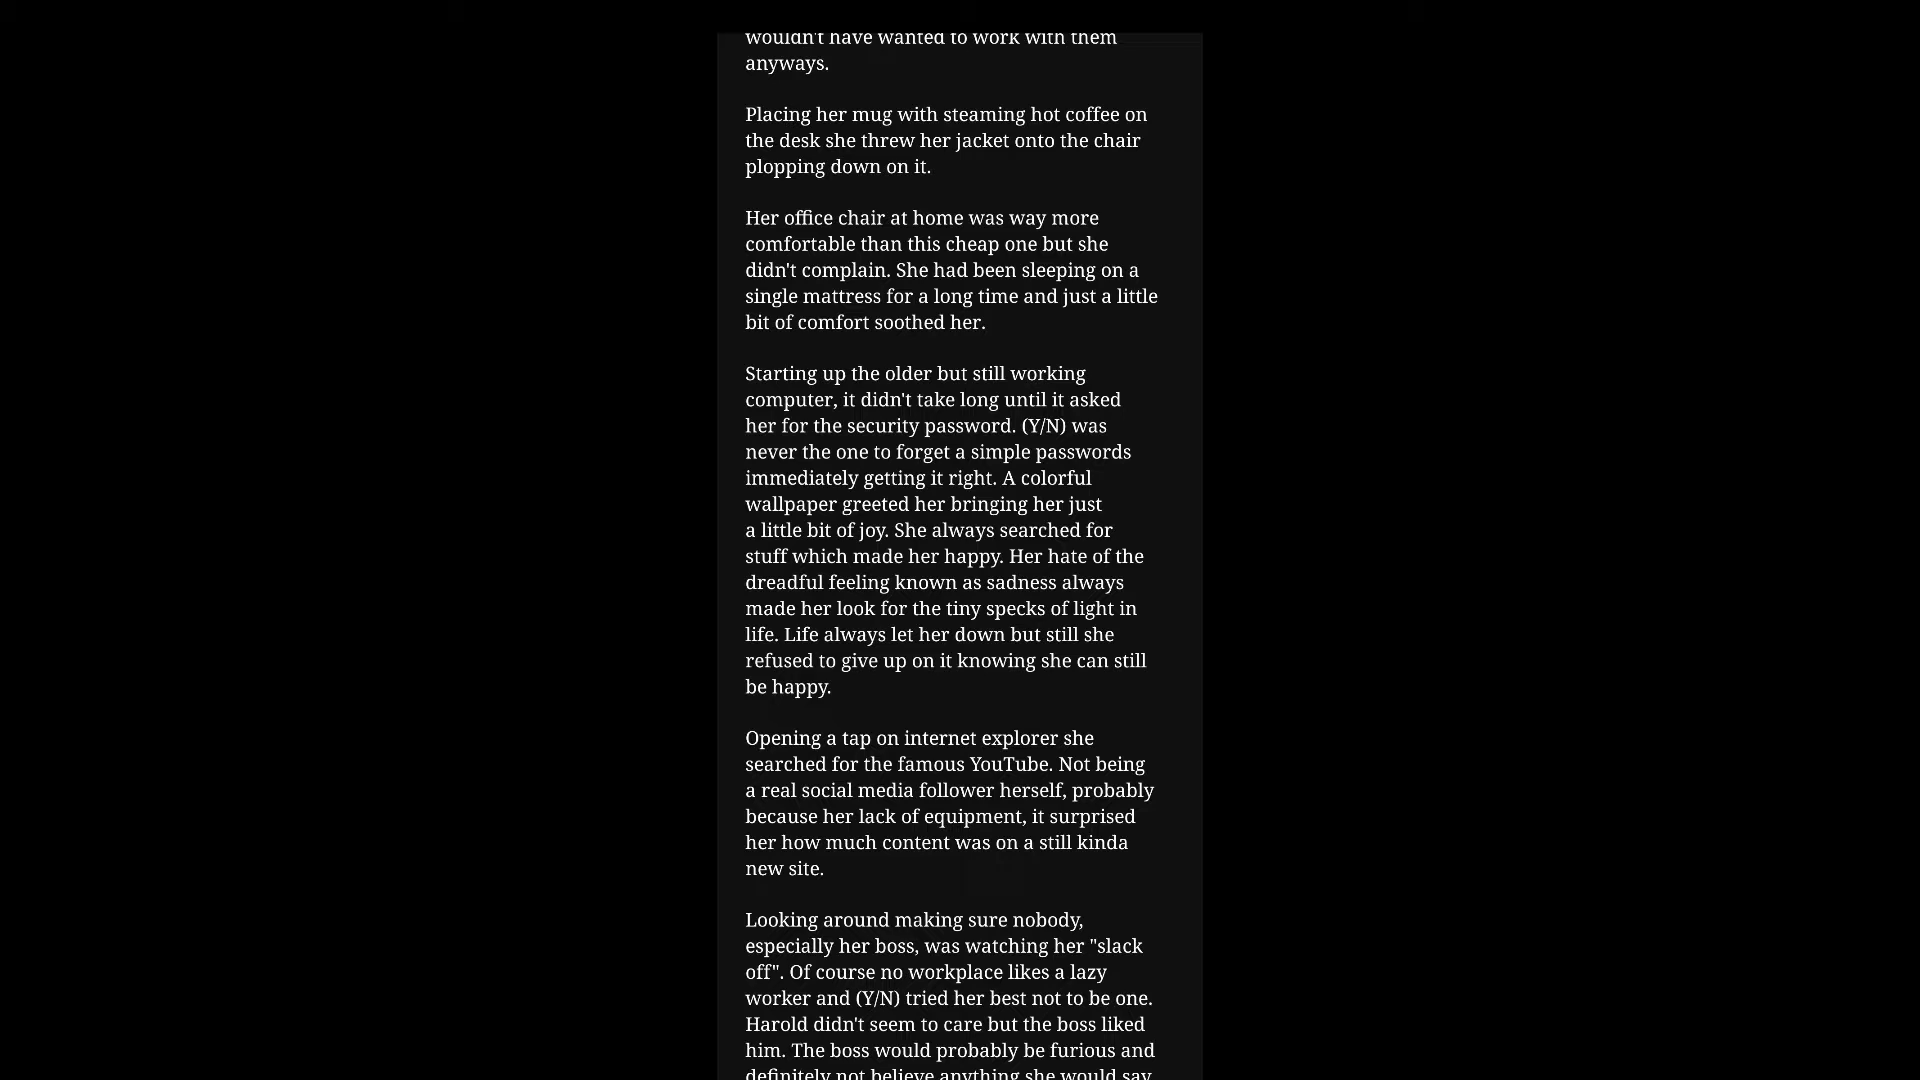 wouldn't have wanted to work with them
anyways.
Placing her mug with steaming hot coffee on
the desk she threw her jacket onto the chair
plopping down on it.
Her office chair at home was way more
comfortable than this cheap one but she
didn't complain. She had been sleeping on a
single mattress for a long time and just a little
bit of comfort soothed her.
Starting up the older but still working
computer, it didn't take long until it asked
her for the security password. (Y/N) was
never the one to forget a simple passwords
immediately getting it right. A colorful
wallpaper greeted her bringing her just
a little bit of joy. She always searched for
stuff which made her happy. Her hate of the
dreadful feeling known as sadness always
made her look for the tiny specks of light in
life. Life always let her down but still she
refused to give up on it knowing she can still
be happy.
Opening a tap on internet explorer she
searched for the famous YouTube. Not being
a real social media follower herself, probably
because her lack of equipment, it surprised
her how much content was on a still kinda
new site.
Looking around making sure nobody,
especially her boss, was watching her "slack
off". Of course no workplace likes a lazy
worker and (Y/N) tried her best not to be one.
Harold didn't seem to care but the boss liked
him. The boss would probably be furious and
definitely not believe anything she would say